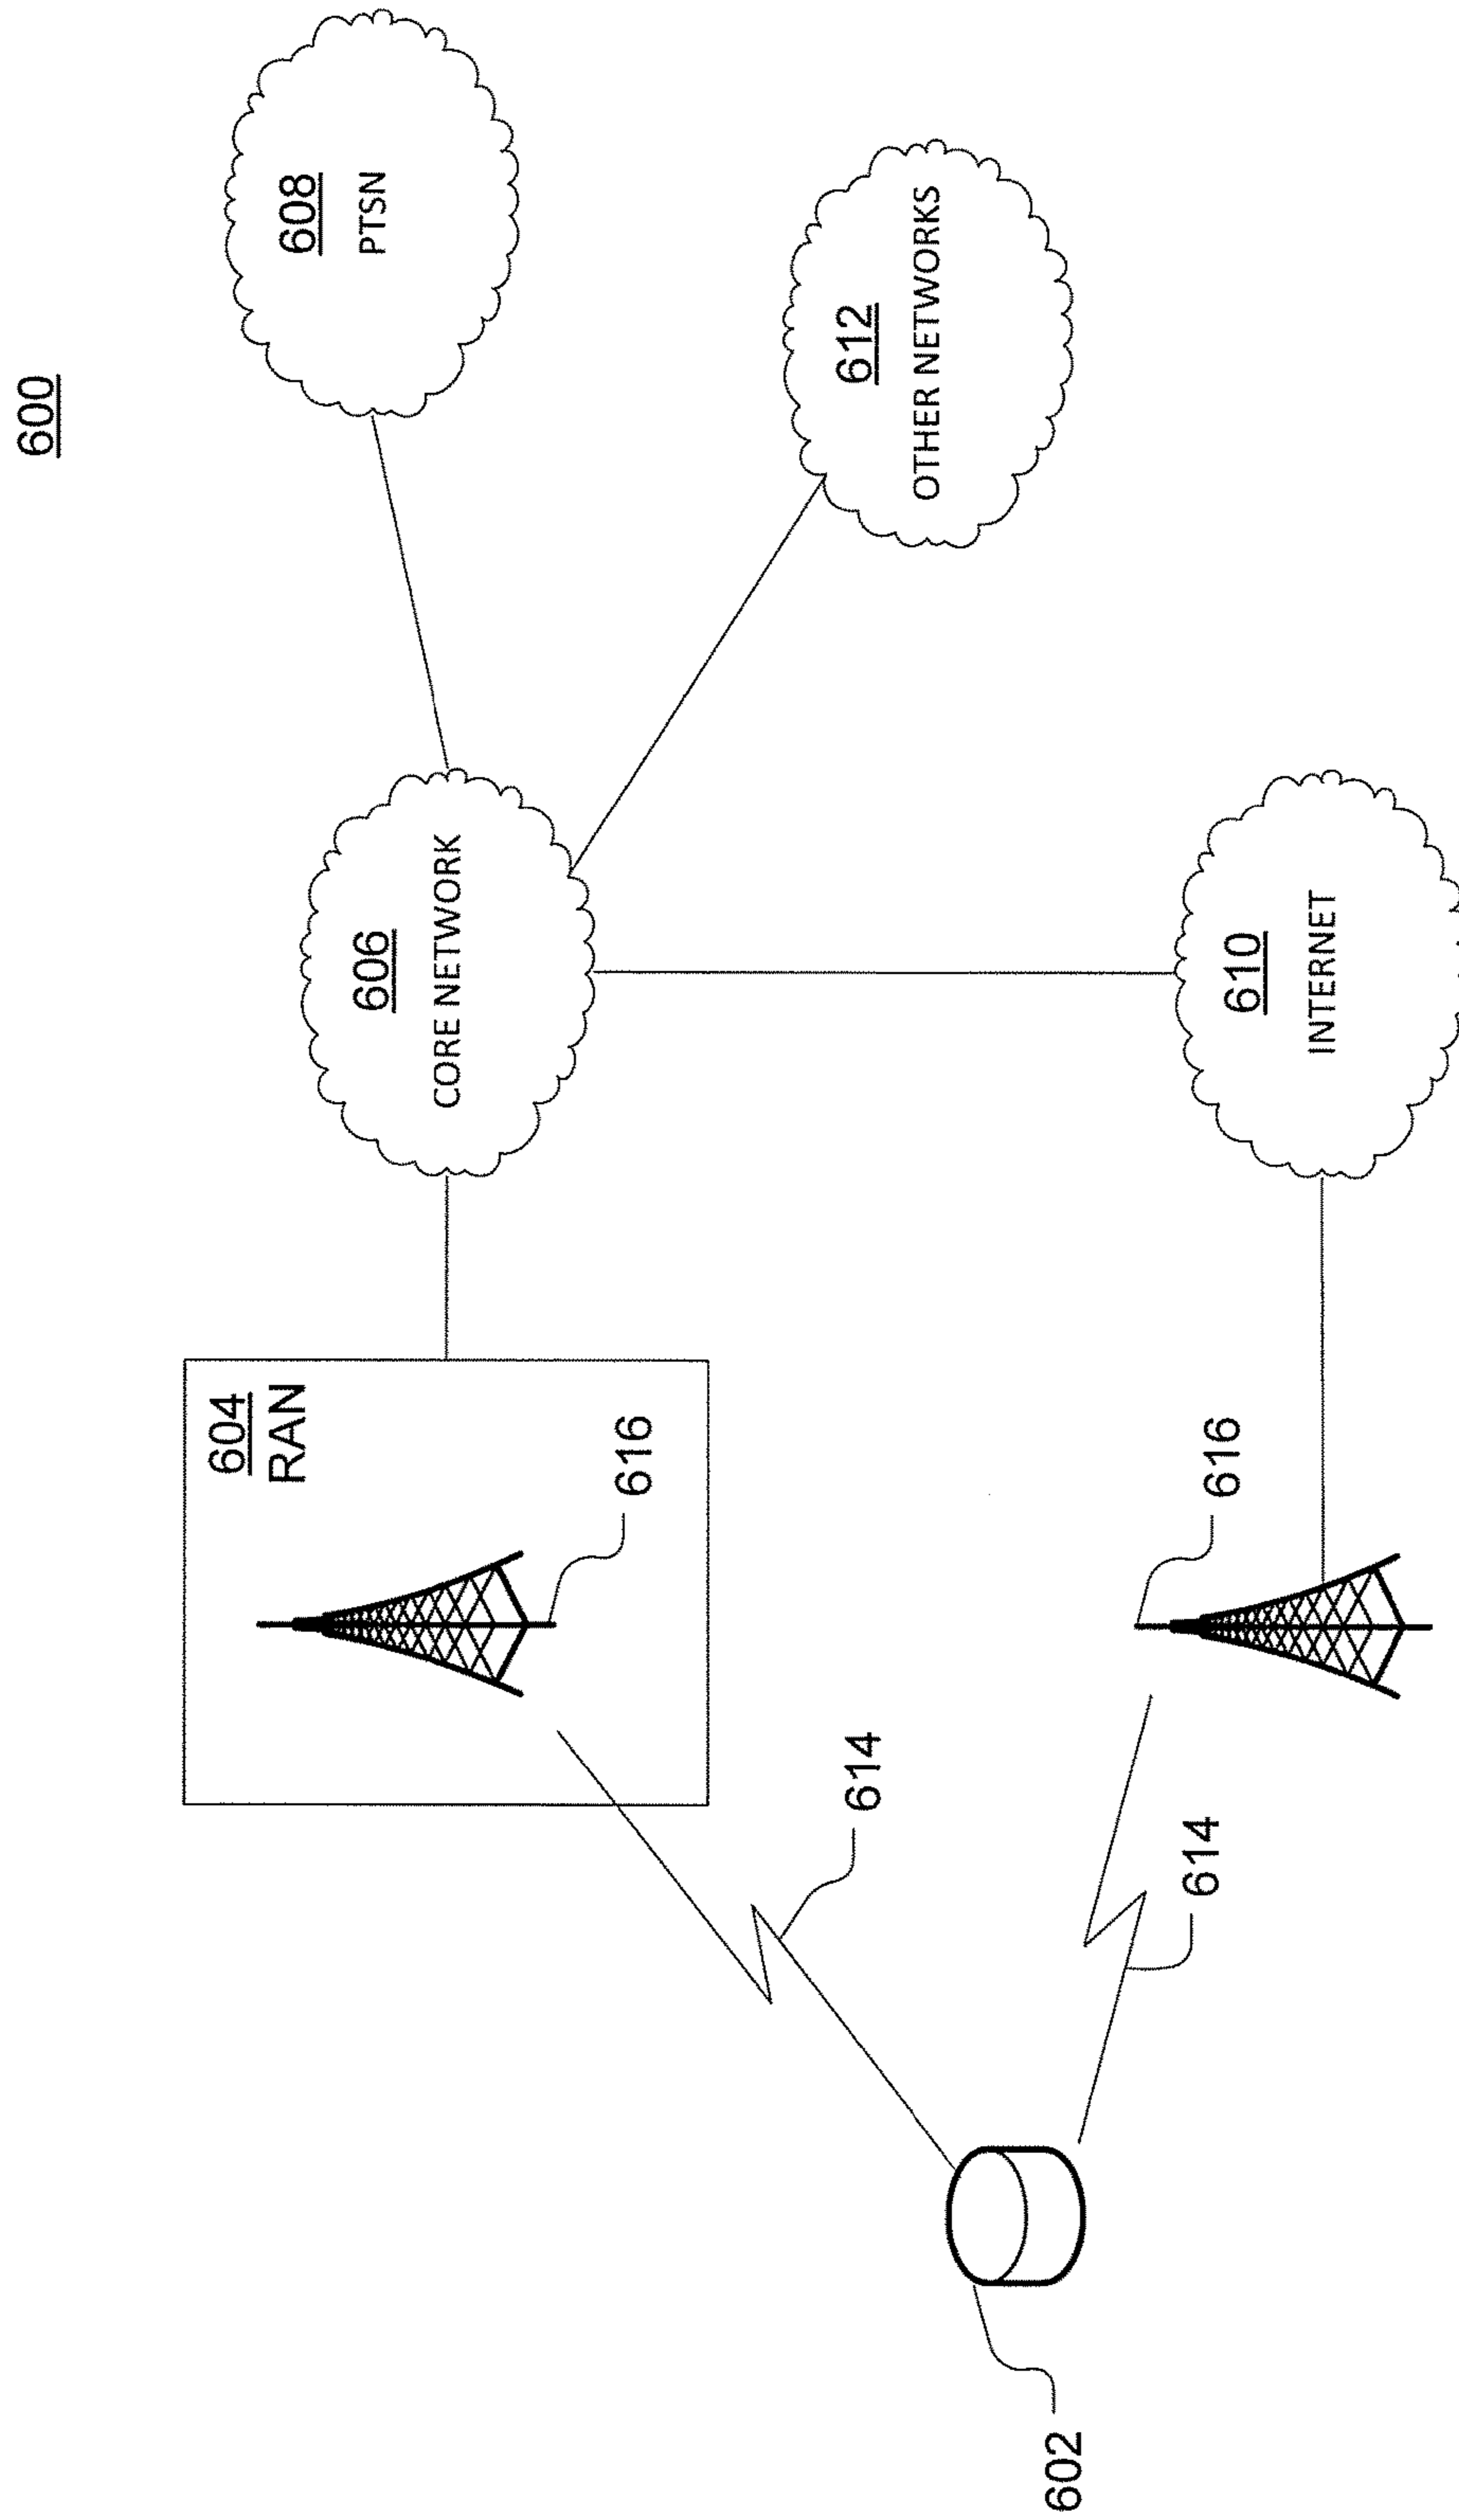 600
604
RAN
616
606
CORE NETWORK
608
PTSN
614
612
OTHER NETWORKS
602
614
616
610
INTERNET